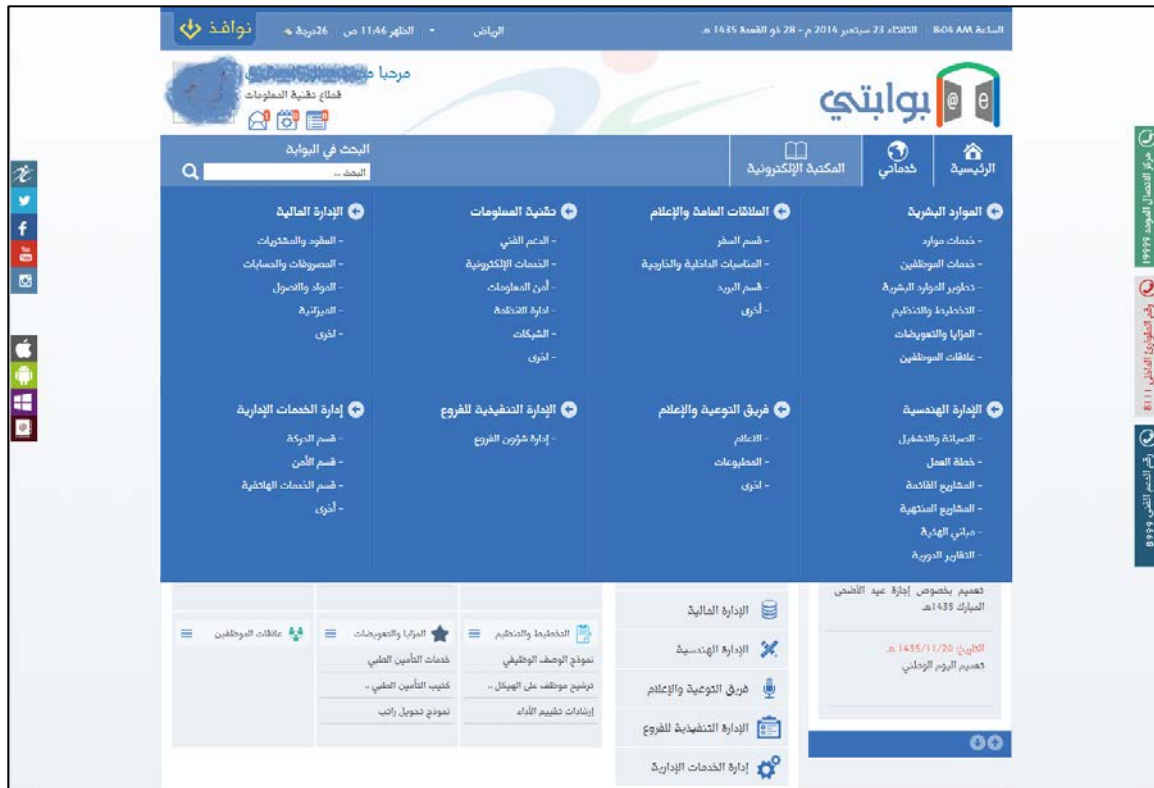 الساعة 8:04 AM الثلاثاء 23 سبتمبر 2014 م - 28 ذو القعدة 1435 هـ
الرياض • الظهر 11:46 ص 26درجة
نوافذ
بوابتي
@ e
مرحبا
قطاع تقنية المعلومات
الرئيسية
خدماتي
المكتبة الإلكترونية
البحث في البوابة
البحث ...
الموارد البشرية
- خدمات موارد
- خدمات الموظفين
- تطوير الموارد البشرية
- التخطيط والتنظيم
- المزايا والتعويضات
- علاقات الموظفين
العلاقات العامة والإعلام
- قسم السفر
- المناسبات الداخلية والخارجية
- قسم البريد
- أخرى
تقنية المعلومات
- الدعم الفني
- الخدمات الإلكترونية
- أمن المعلومات
- ادارة الانظمة
- الشبكات
- اخرى
الإدارة المالية
- العقود والمشتريات
- المصروفات والحسابات
- المواد والاصول
- الميزانية
- اخرى
الإدارة الهندسية
- الصيانة والتشغيل
- خطة العمل
- المشاريع القائمة
- المشاريع المنتهية
- مباني الهئية
- التقارير الدورية
فريق التوعية والإعلام
- الاعلام
- المطبوعات
- اخرى
الإدارة التنفيذية للفروع
- إدارة شؤون الفروع
إدارة الخدمات الإدارية
- قسم الحركة
- قسم الأمن
- قسم الخدمات الهاتفية
- أخرى
تعميم بخصوص إجازة عيد الأضحى
المبارك 1435هـ
التاريخ: 1435/11/20 هـ
تعميم اليوم الوطني
الإدارة المالية
الإدارة الهندسية
فريق التوعية والإعلام
الإدارة التنفيذية للفروع
إدارة الخدمات الإدارية
التخطيط والتنظيم
نموذج الوصف الوظيفي
ترشيح موظف على الهيكل ..
إرشادات تقييم الأداء
المزايا والتعويضات
خدمات التأمين الطبي
كتيب التأمين الطبي ..
نموذج تحويل راتب
علاقات الموظفين
مركز الاتصال الموحد 19999
رقم الطوارئ الداخلي 8111
رقم الدعم الفني 8999
You Tube